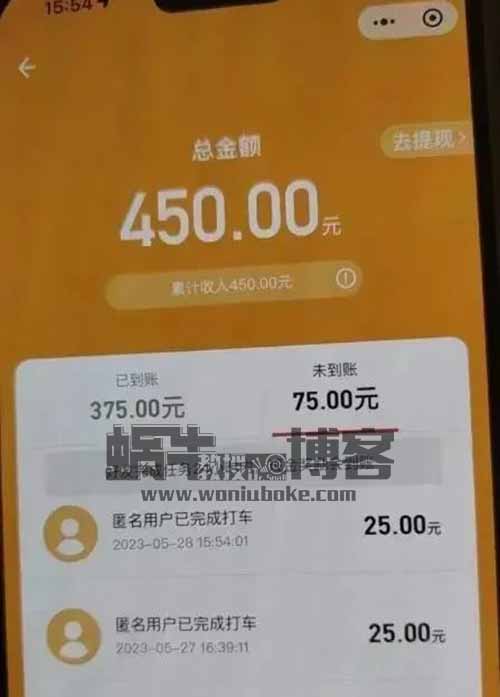 15:54
总金额
去提现 >
450.00元
累计收入450.00元
已到账
未到账
375.00元
75.00元
蜗牛博客
www.woniuboke.com
匿名用户已完成打车
25.00元
2023-05-28 15:54:01
匿名用户已完成打车
25.00元
2023-05-27 16:39:11